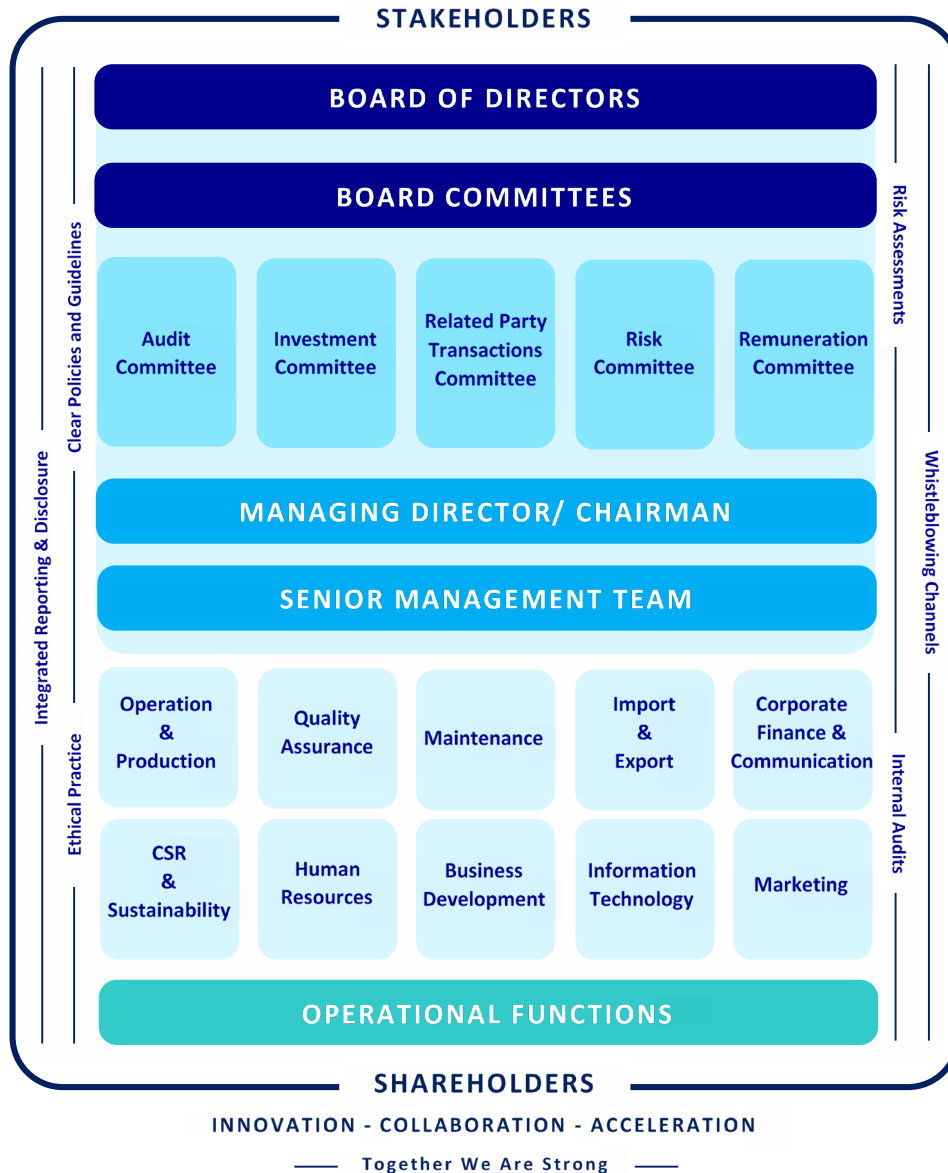 STAKEHOLDERS
BOARD OF DIRECTORS
BOARD COMMITTEES
Audit
Committee
Investment
Committee
Related Party
Transactions
Committee
Risk
Committee
Remuneration
Committee
MANAGING DIRECTOR/ CHAIRMAN
SENIOR MANAGEMENT TEAM
Operation
&
Production
Quality
Assurance
Maintenance
Import
&
Export
Corporate
Finance &
Communication
CSR
&
Sustainability
Human
Resources
Business
Development
Information
Technology
Marketing
OPERATIONAL FUNCTIONS
Integrated Reporting & Disclosure
Clear Policies and Guidelines
Ethical Practice
Risk Assessments
Internal Audits
Whistleblowing Channels
SHAREHOLDERS
INNOVATION - COLLABORATION - ACCELERATION
Together We Are Strong